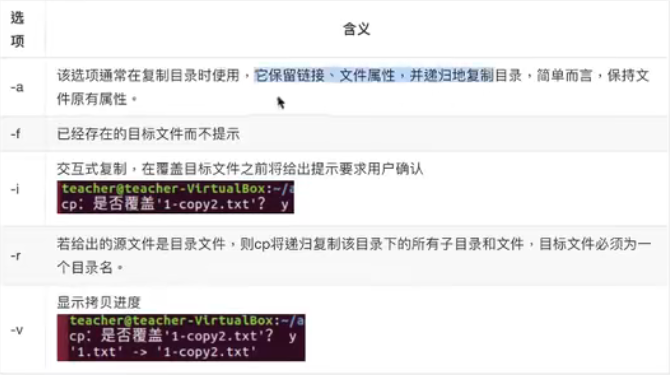 选
项
含义
-a
该选项通常在复制目录时使用，它保留链接、文件属性，并递归地复制目录，简单而言，保持文
件原有属性。
-f
已经存在的目标文件而不提示
-i
交互式复制，在覆盖目标文件之前将给出提示要求用户确认
teacher@teacher-VirtualBox:~/a
cp：是否覆盖'1-copy2.txt'？ y
-r
若给出的源文件是目录文件，则cp将递归复制该目录下的所有子目录和文件，目标文件必须为一
个目录名。
-v
显示拷贝进度
teacher@teacher-VirtualBox:~/a
cp：是否覆盖'1-copy2.txt'？ y
'1.txt' -> '1-copy2.txt'